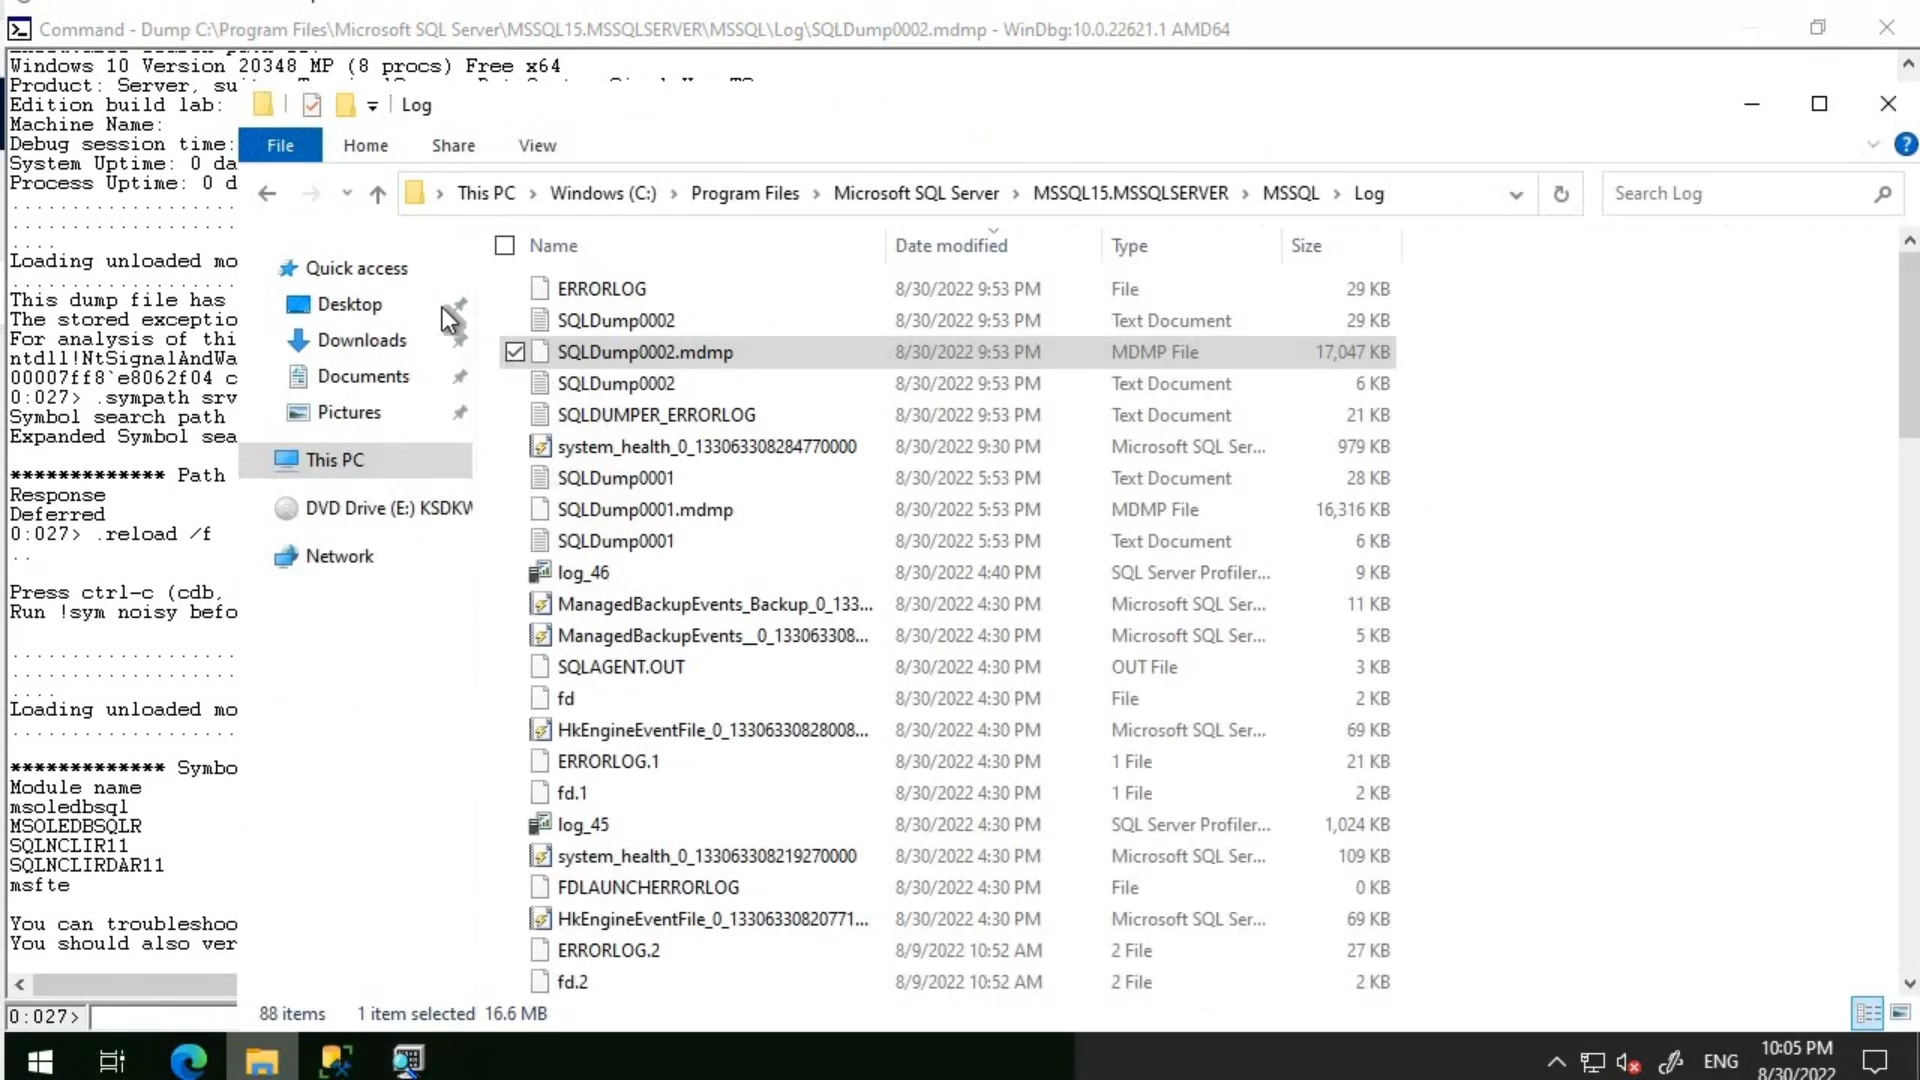 Command - Dump C:\Program Files\Microsoft SQL Server\MSSQL15.MSSQLSERVER\MSSQL\Log\SQLDump0002.mdmp - WinDbg:10.0.22621.1 AMD64
Windows 10 Version 20348 MP (8 procs) Free x64
Product: Server, su
Edition build lab:
Machine Name:
Debug session time:
System Uptime: 0 da
Process Uptime: 0 d
Loading unloaded mo
This dump file has
The stored exceptio
For analysis of thi
ntdll!NtSignalAndWa
00007ff8`e8062f04 c
0:027> .sympath srv
Symbol search path
Expanded Symbol sea
************* Path
Response
Deferred
0:027> .reload /f
..
Press ctrl-c (cdb,
Run !sym noisy befo
Loading unloaded mo
************* Symbo
Module name
msoledbsql
MSOLEDBSQLR
SQLNCLIR11
SQLNCLIRDAR11
msfte
You can troubleshoo
You should also ver
0:027>
Log
File Home Share View
This PC Windows (C:) Program Files Microsoft SQL Server MSSQL15.MSSQLSERVER MSSQL Log
Search Log
Quick access
Desktop
Downloads
Documents
Pictures
This PC
DVD Drive (E:) KSDKW
Network
Name Date modified Type Size
ERRORLOG 8/30/2022 9:53 PM File 29 KB
SQLDump0002 8/30/2022 9:53 PM Text Document 29 KB
SQLDump0002.mdmp 8/30/2022 9:53 PM MDMP File 17,047 KB
SQLDump0002 8/30/2022 9:53 PM Text Document 6 KB
SQLDUMPER_ERRORLOG 8/30/2022 9:53 PM Text Document 21 KB
system_health_0_133063308284770000 8/30/2022 9:30 PM Microsoft SQL Ser... 979 KB
SQLDump0001 8/30/2022 5:53 PM Text Document 28 KB
SQLDump0001.mdmp 8/30/2022 5:53 PM MDMP File 16,316 KB
SQLDump0001 8/30/2022 5:53 PM Text Document 6 KB
log_46 8/30/2022 4:40 PM SQL Server Profiler... 9 KB
ManagedBackupEvents_Backup_0_133... 8/30/2022 4:30 PM Microsoft SQL Ser... 11 KB
ManagedBackupEvents__0_133063308... 8/30/2022 4:30 PM Microsoft SQL Ser... 5 KB
SQLAGENT.OUT 8/30/2022 4:30 PM OUT File 3 KB
fd 8/30/2022 4:30 PM File 2 KB
HkEngineEventFile_0_13306330828008... 8/30/2022 4:30 PM Microsoft SQL Ser... 69 KB
ERRORLOG.1 8/30/2022 4:30 PM 1 File 21 KB
fd.1 8/30/2022 4:30 PM 1 File 2 KB
log_45 8/30/2022 4:30 PM SQL Server Profiler... 1,024 KB
system_health_0_133063308219270000 8/30/2022 4:30 PM Microsoft SQL Ser... 109 KB
FDLAUNCHERRORLOG 8/30/2022 4:30 PM File 0 KB
HkEngineEventFile_0_13306330820771... 8/30/2022 4:30 PM Microsoft SQL Ser... 69 KB
ERRORLOG.2 8/9/2022 10:52 AM 2 File 27 KB
fd.2 8/9/2022 10:52 AM 2 File 2 KB
88 items 1 item selected 16.6 MB
ENG
10:05 PM
8/30/2022